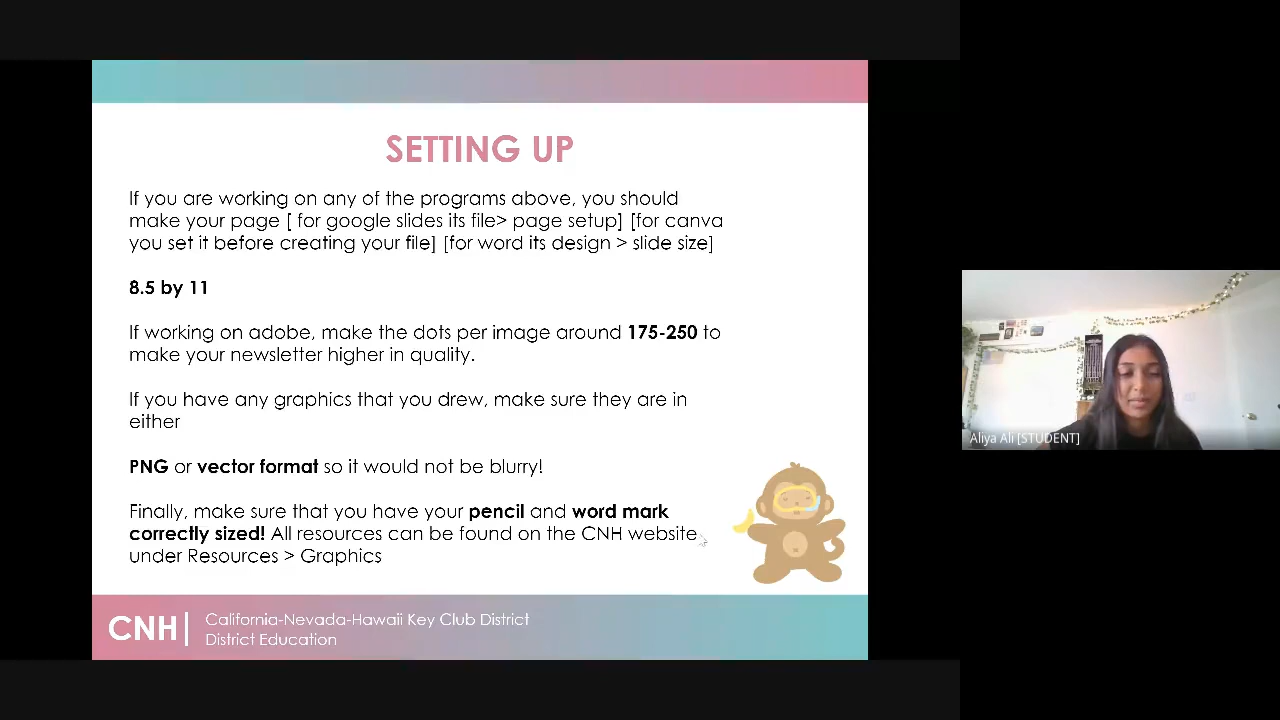 SETTING UP
If you are working on any of the programs above, you should
make your page [ for google slides its file> page setup] [for canva
you set it before creating your file] [for word its design > slide size]
8.5 by 11
If working on adobe, make the dots per image around 175-250 to
make your newsletter higher in quality.
If you have any graphics that you drew, make sure they are in
either
PNG or vector format so it would not be blurry!
Finally, make sure that you have your pencil and word mark
correctly sized! All resources can be found on the CNH website
under Resources > Graphics
CNH
California-Nevada-Hawaii Key Club District
District Education
Aliya Ali [STUDENT]